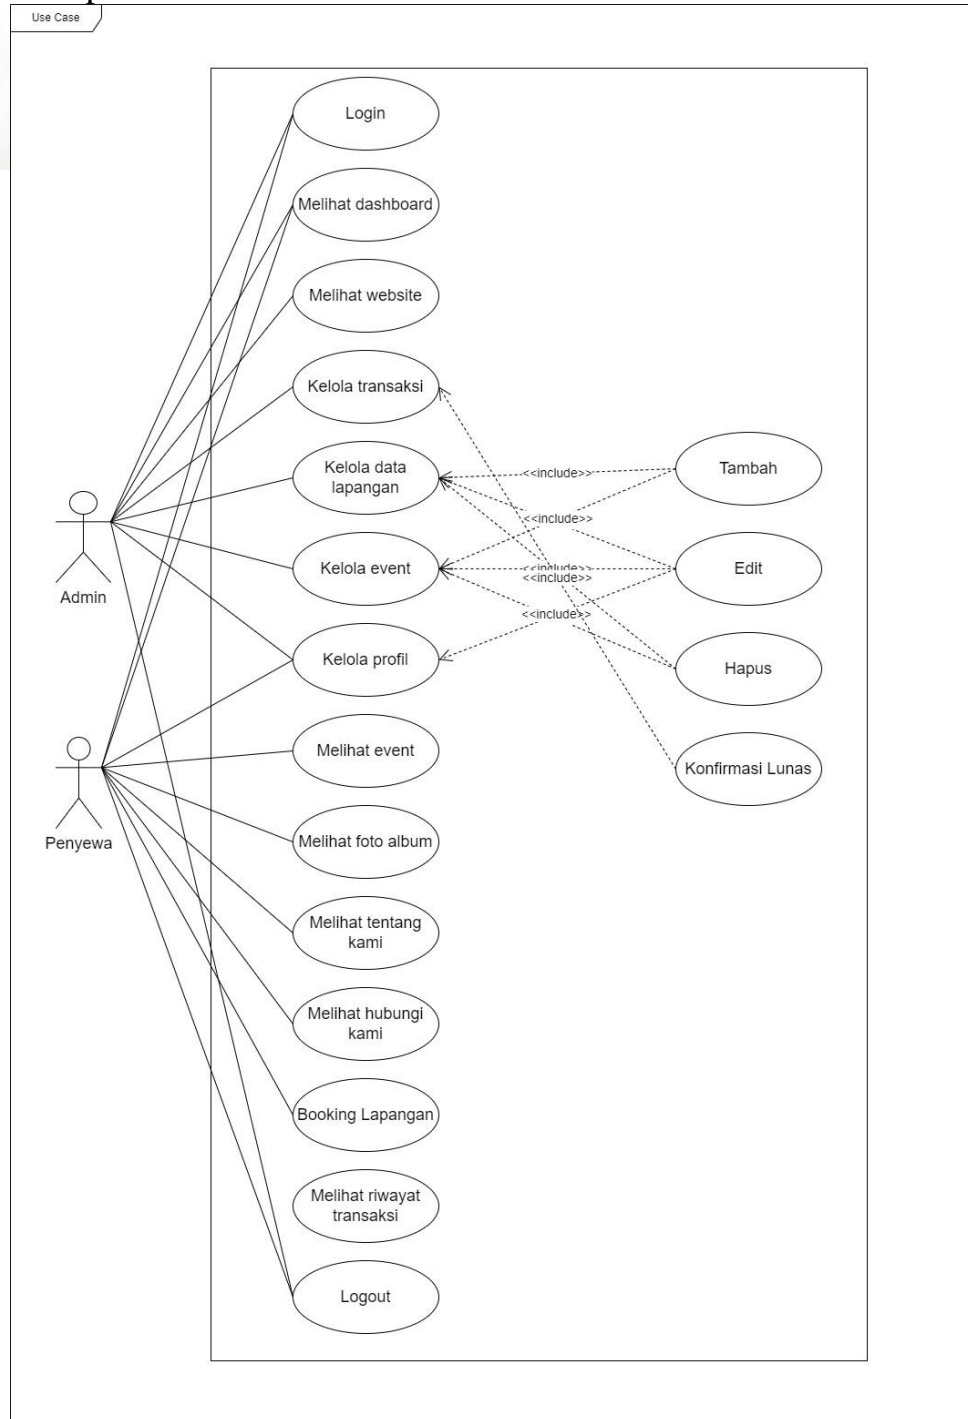 Use Case
Login
Melihat dashboard
Melihat website
Kelola transaksi
Kelola data
lapangan
<<include>>
Tambah
<<include>>
Kelola event
<<include>>
<<include>>
Edit
Admin
<<include>>
Kelola profil
Hapus
Melihat event
Konfirmasi Lunas
Penyewa
Melihat foto album
Melihat tentang
kami
Melihat hubungi
kami
Booking Lapangan
Melihat riwayat
transaksi
Logout